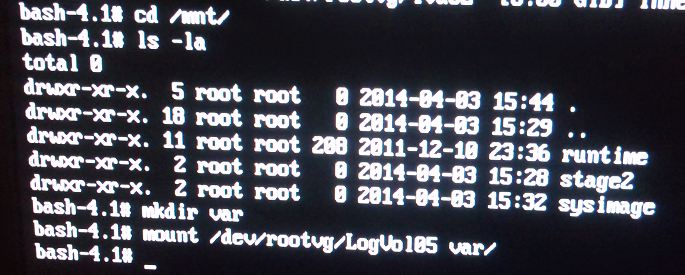 bash-4.1# cd /mnt/
bash-4.1# ls -la
total 0
drwxr-xr-x.  5 root root   0 2014-04-03 15:44 .
drwxr-xr-x. 18 root root   0 2014-04-03 15:29 ..
drwxr-xr-x. 11 root root 208 2011-12-10 23:36 runtime
drwxr-xr-x.  2 root root   0 2014-04-03 15:28 stage2
drwxr-xr-x.  2 root root   0 2014-04-03 15:32 sysimage
bash-4.1# mkdir var
bash-4.1# mount /dev/rootvg/LogVol05 var/
bash-4.1#